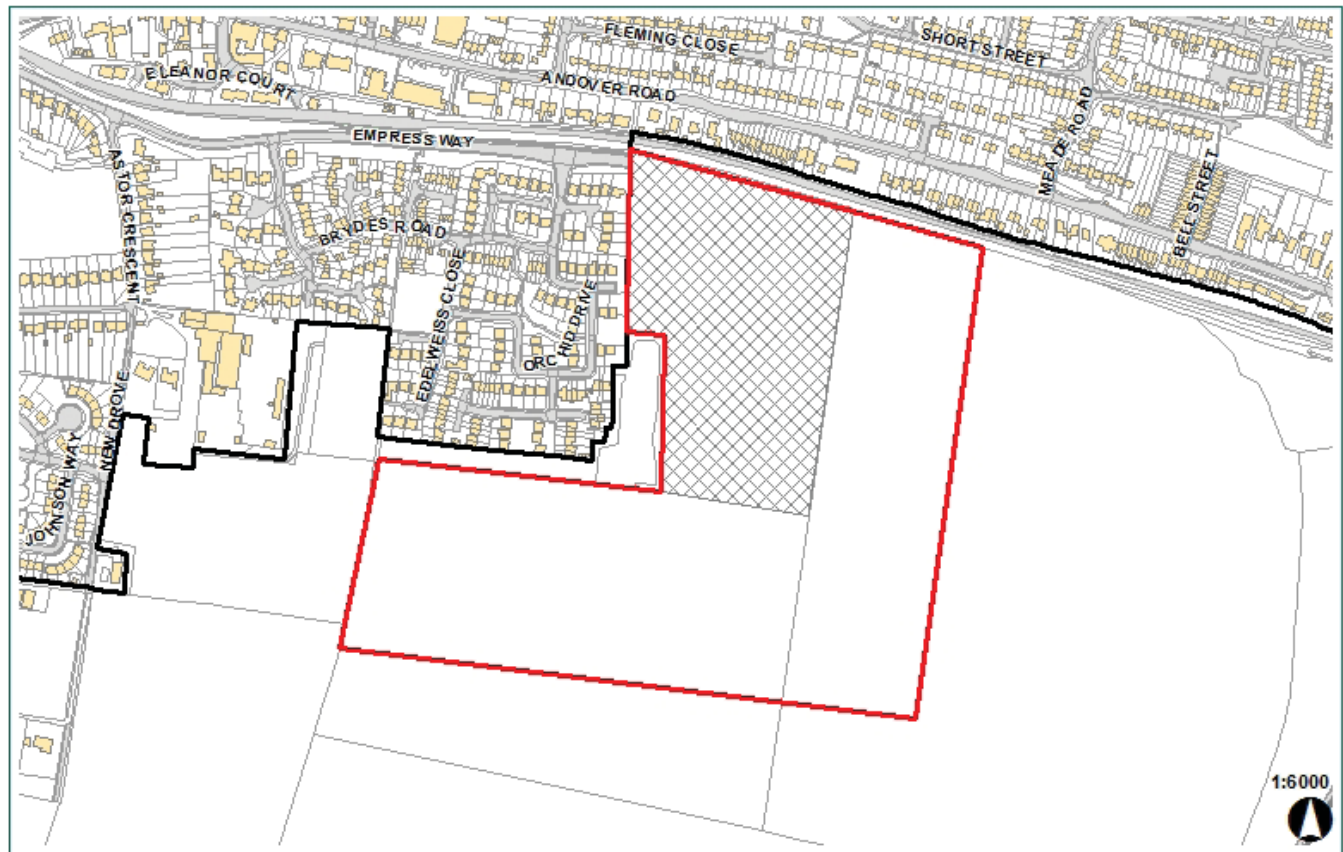 FLEMING CLOSE
SHORT STREET
ELEANOR COURT
ANDOVER ROAD
EMPRESS WAY
MEADE ROAD
ASTOR CRESCENT
BELL STREET
BRYDES ROAD
EDELWEISS CLOSE
ORCHID DRIVE
NEW DROVE
JOHNSON WAY
1:6000